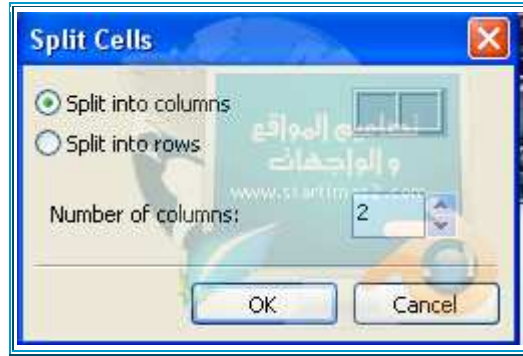 Split Cells
Split into columns
Split into rows
تصاميم المواقع
و الواجهات
www.startimes2.com
Number of columns:
2
OK
Cancel